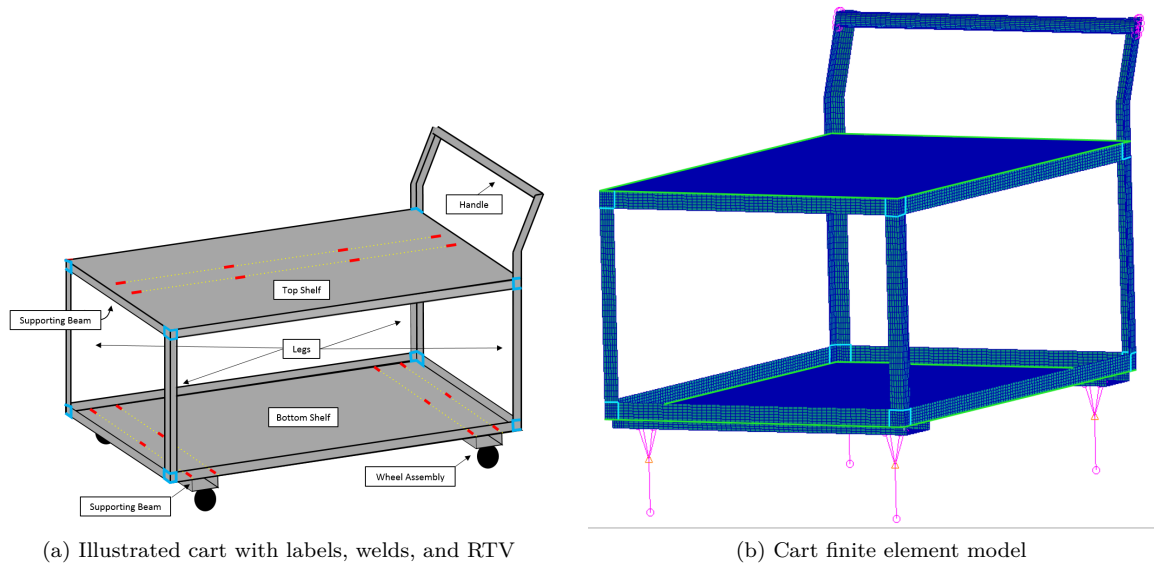 Handle
Top Shelf
Supporting Beam
Legs
Bottom Shelf
Wheel Assembly
Supporting Beam
(a) Illustrated cart with labels, welds, and RTV
(b) Cart finite element model